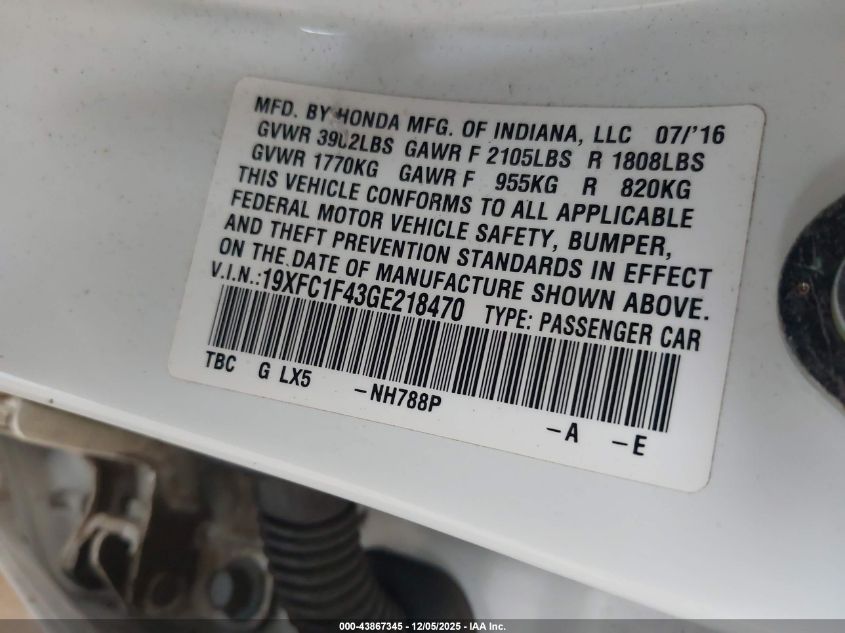 MFD. BY HONDA MFG. OF INDIANA, LLC 07/'16
GVWR 3902LBS GAWR F 2105LBS R 1808LBS
GVWR 1770KG GAWR F 955KG R 820KG
THIS VEHICLE CONFORMS TO ALL APPLICABLE
FEDERAL MOTOR VEHICLE SAFETY, BUMPER,
AND THEFT PREVENTION STANDARDS IN EFFECT
ON THE DATE OF MANUFACTURE SHOWN ABOVE.
V.I.N.:19XFC1F43GE218470 TYPE: PASSENGER CAR
TBC G LX5 -NH788P -A -E
000-43867345 - 12/05/2025 - IAA Inc.